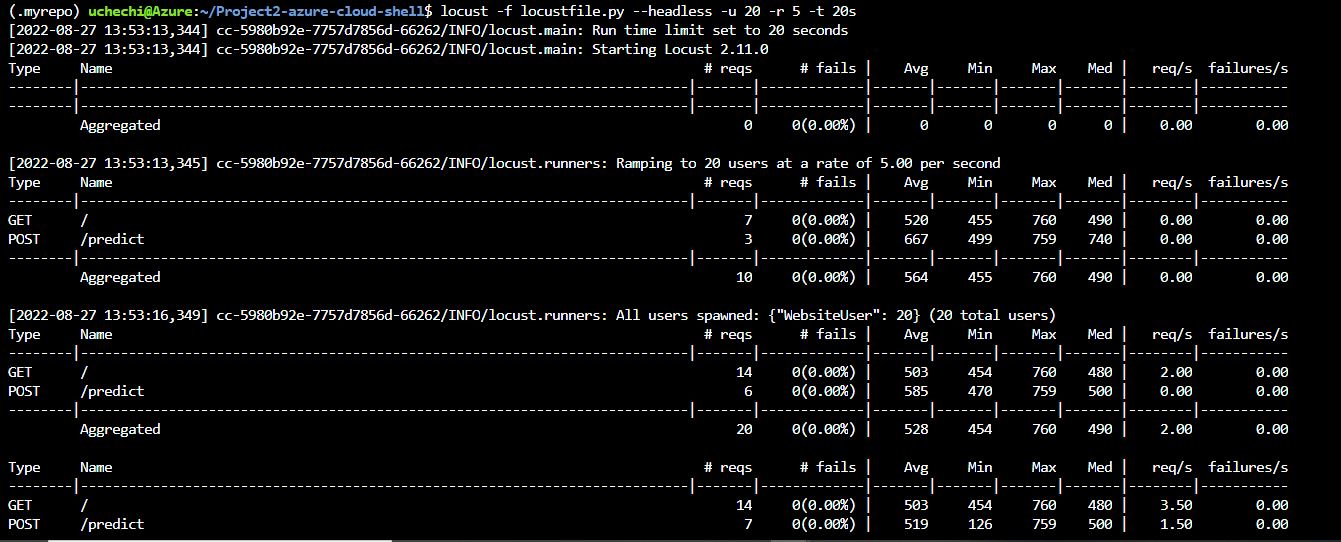 (.myrepo) uchechi@Azure:~/Project2-azure-cloud-shell$ locust -f locustfile.py --headless -u 20 -r 5 -t 20s
[2022-08-27 13:53:13,344] cc-5980b92e-7757d7856d-66262/INFO/locust.main: Run time limit set to 20 seconds
[2022-08-27 13:53:13,344] cc-5980b92e-7757d7856d-66262/INFO/locust.main: Starting Locust 2.11.0
Type Name # reqs # fails | Avg Min Max Med | req/s failures/s
--------|----------------------------------------------------------------------------|-------|-------------|-------|-------|-------|-------|--------|-----------
--------|----------------------------------------------------------------------------|-------|-------------|-------|-------|-------|-------|--------|-----------
Aggregated 0 0(0.00%) | 0 0 0 0 | 0.00 0.00
[2022-08-27 13:53:13,345] cc-5980b92e-7757d7856d-66262/INFO/locust.runners: Ramping to 20 users at a rate of 5.00 per second
Type Name # reqs # fails | Avg Min Max Med | req/s failures/s
--------|----------------------------------------------------------------------------|-------|-------------|-------|-------|-------|-------|--------|-----------
GET / 7 0(0.00%) | 520 455 760 490 | 0.00 0.00
POST /predict 3 0(0.00%) | 667 499 759 740 | 0.00 0.00
--------|----------------------------------------------------------------------------|-------|-------------|-------|-------|-------|-------|--------|-----------
Aggregated 10 0(0.00%) | 564 455 760 490 | 0.00 0.00
[2022-08-27 13:53:16,349] cc-5980b92e-7757d7856d-66262/INFO/locust.runners: All users spawned: {"WebsiteUser": 20} (20 total users)
Type Name # reqs # fails | Avg Min Max Med | req/s failures/s
--------|----------------------------------------------------------------------------|-------|-------------|-------|-------|-------|-------|--------|-----------
GET / 14 0(0.00%) | 503 454 760 480 | 2.00 0.00
POST /predict 6 0(0.00%) | 585 470 759 500 | 0.00 0.00
--------|----------------------------------------------------------------------------|-------|-------------|-------|-------|-------|-------|--------|-----------
Aggregated 20 0(0.00%) | 528 454 760 490 | 2.00 0.00
Type Name # reqs # fails | Avg Min Max Med | req/s failures/s
--------|----------------------------------------------------------------------------|-------|-------------|-------|-------|-------|-------|--------|-----------
GET / 14 0(0.00%) | 503 454 760 480 | 3.50 0.00
POST /predict 7 0(0.00%) | 519 126 759 500 | 1.50 0.00